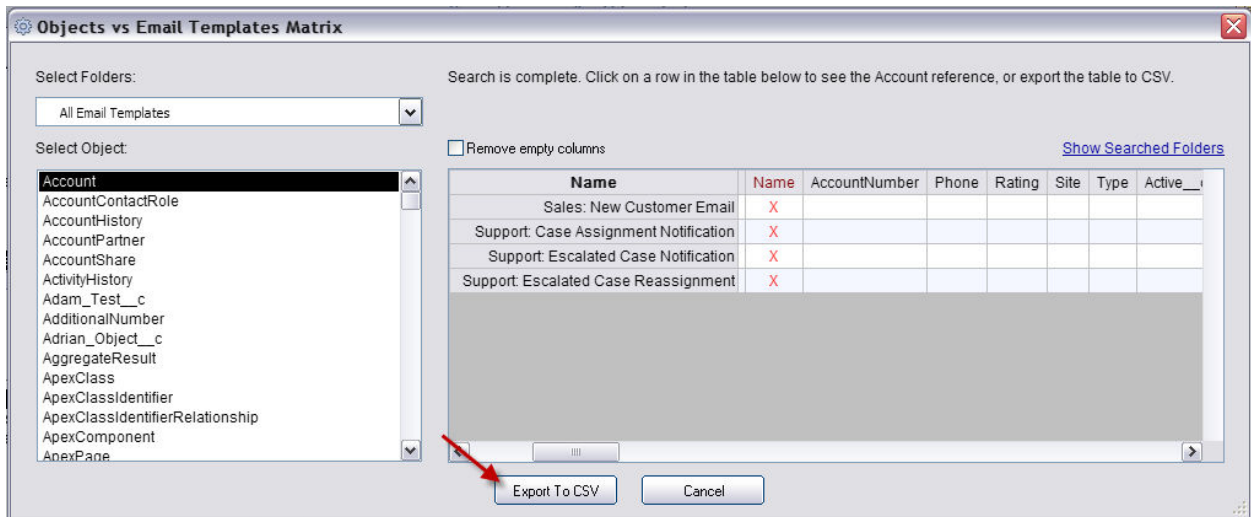 Objects vs Email Templates Matrix
Select Folders:
Search is complete. Click on a row in the table below to see the Account reference, or export the table to CSV.
All Email Templates
Select Object:
Remove empty columns
Show Searched Folders
Account
AccountContactRole
AccountHistory
AccountPartner
AccountShare
ActivityHistory
Adam_Test__c
AdditionalNumber
Adrian_Object__c
AggregateResult
ApexClass
ApexClassIdentifier
ApexClassIdentifierRelationship
ApexComponent
ApexPage
Name Name AccountNumber Phone Rating Site Type Active__
Sales: New Customer Email X
Support: Case Assignment Notification X
Support: Escalated Case Notification X
Support: Escalated Case Reassignment X
Export To CSV Cancel